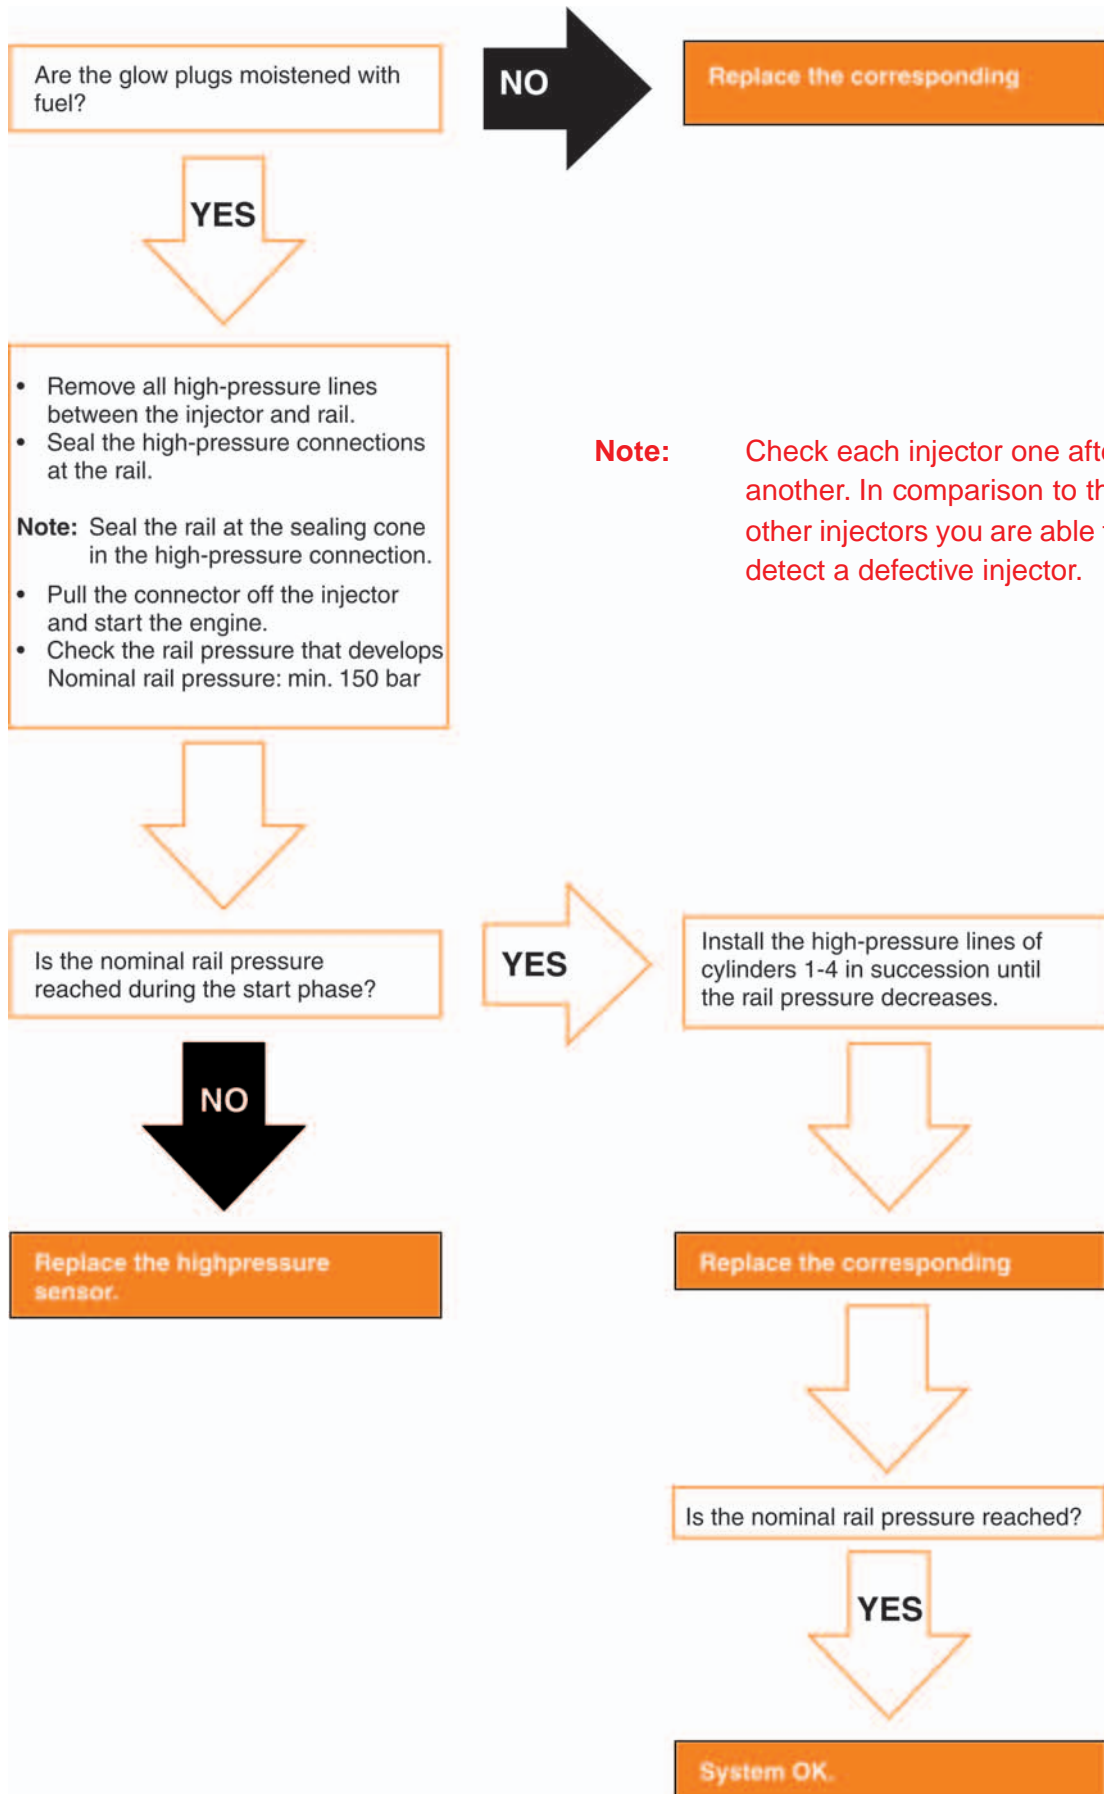 Are the glow plugs moistened with
fuel?
NO
Replace the corresponding
YES
• Remove all high-pressure lines
between the injector and rail.
• Seal the high-pressure connections
at the rail.
Note: Seal the rail at the sealing cone
in the high-pressure connection.
• Pull the connector off the injector
and start the engine.
• Check the rail pressure that develops
Nominal rail pressure: min. 150 bar
Note: Check each injector one afte
another. In comparison to th
other injectors you are able
detect a defective injector.
Is the nominal rail pressure
reached during the start phase?
YES
Install the high-pressure lines of
cylinders 1-4 in succession until
the rail pressure decreases.
NO
Replace the highpressure
sensor.
Replace the corresponding
Is the nominal rail pressure reached?
YES
System OK.